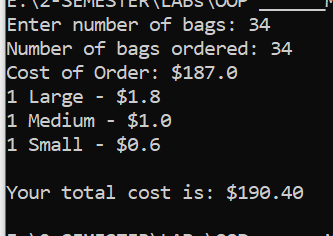 Enter number of bags: 34
Number of bags ordered: 34
Cost of Order: $187.0
1 Large - $1.8
1 Medium - $1.0
1 Small - $0.6
Your total cost is: $190.40